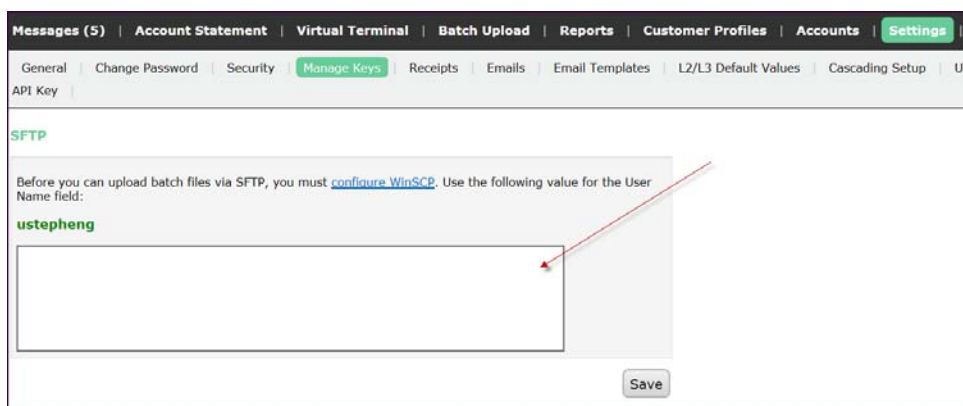 Messages (5) | Account Statement | Virtual Terminal | Batch Upload | Reports | Customer Profiles | Accounts | Settings |
General | Change Password | Security | Manage Keys | Receipts | Emails | Email Templates | L2/L3 Default Values | Cascading Setup | U
API Key |
SFTP
Before you can upload batch files via SFTP, you must configure WinSCP. Use the following value for the User
Name field:
ustepheng
Save